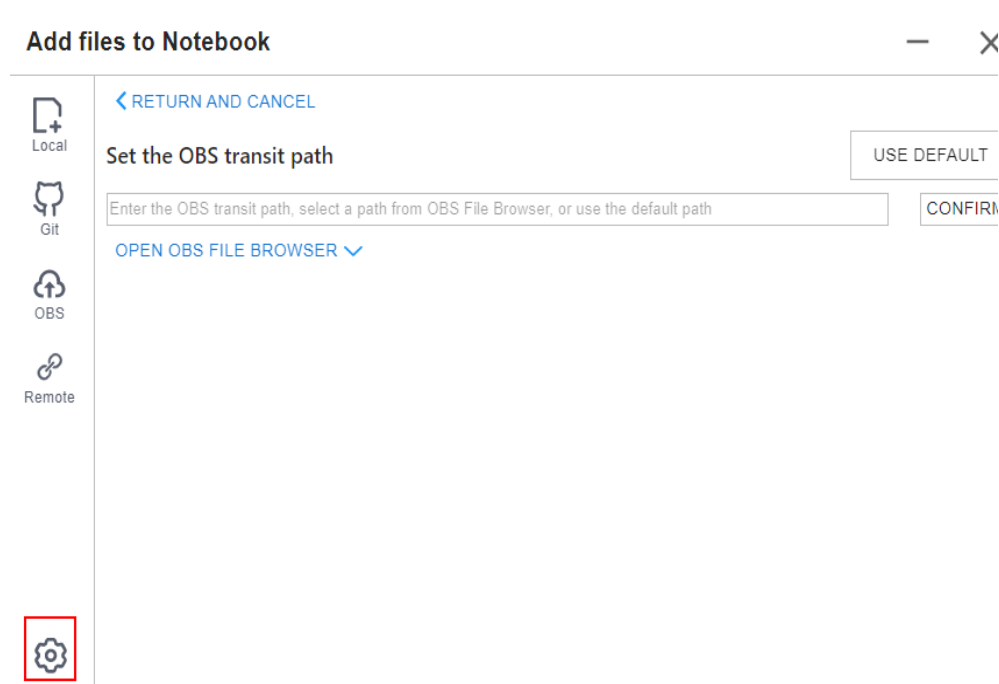 Add files to Notebook
Local
Git
OBS
Remote
RETURN AND CANCEL
Set the OBS transit path
USE DEFAULT
Enter the OBS transit path, select a path from OBS File Browser, or use the default path
CONFIRM
OPEN OBS FILE BROWSER